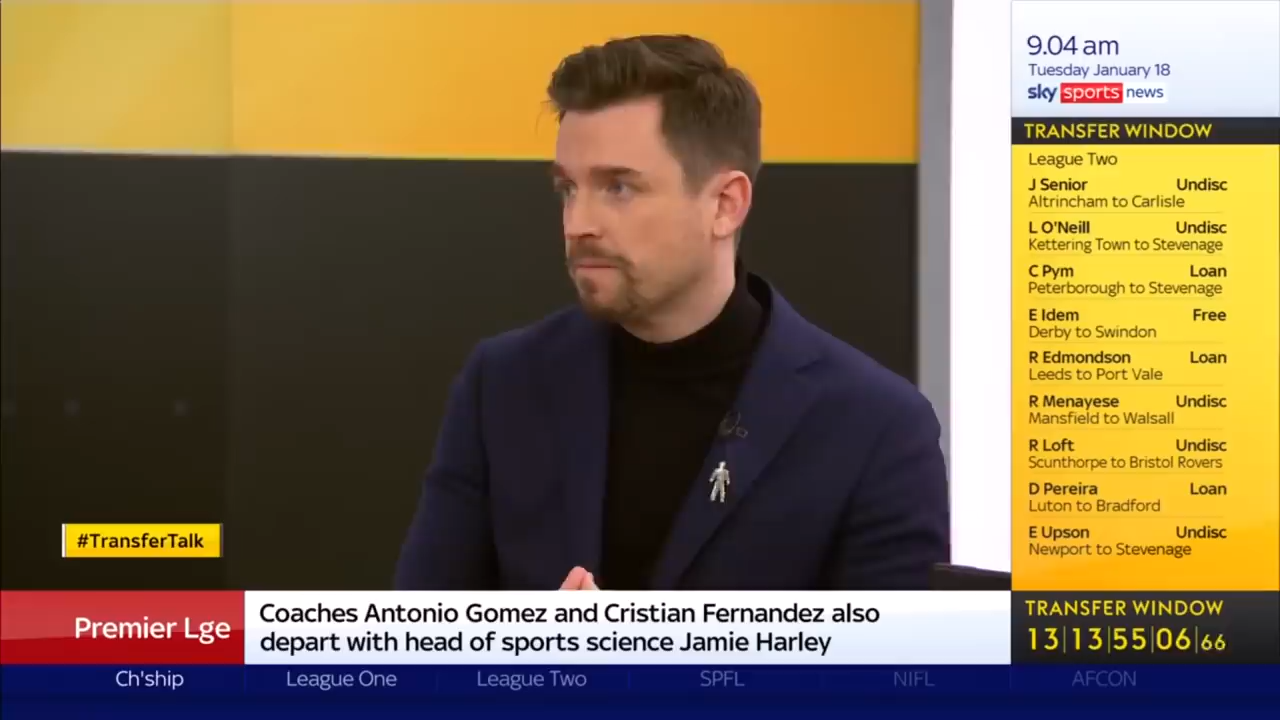 9.04 am
Tuesday January 18
sky sports news
TRANSFER WINDOW
League Two
J Senior Undisc
Altrincham to Carlisle
L O'Neill Undisc
Kettering Town to Stevenage
C Pym Loan
Peterborough to Stevenage
E Idem Free
Derby to Swindon
R Edmondson Loan
Leeds to Port Vale
R Menayese Undisc
Mansfield to Walsall
R Loft Undisc
Scunthorpe to Bristol Rovers
D Pereira Loan
Luton to Bradford
E Upson Undisc
Newport to Stevenage
#TransferTalk
Premier Lge
Coaches Antonio Gomez and Cristian Fernandez also
depart with head of sports science Jamie Harley
TRANSFER WINDOW
13|13|55|06|66
Ch'ship League One League Two SPFL NIFL AFCON